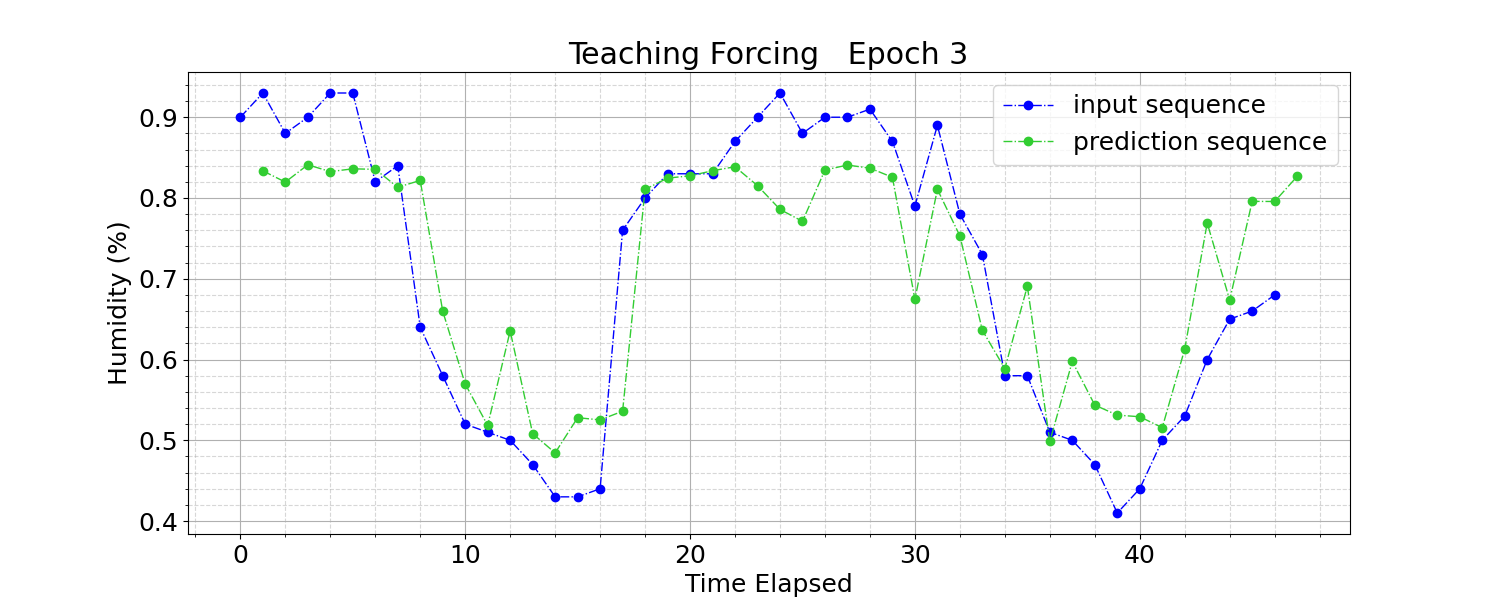 Teaching Forcing   Epoch 3
input sequence
prediction sequence
Humidity (%)
0.9
0.8
0.7
0.6
0.5
0.4
0 10 20 30 40
Time Elapsed